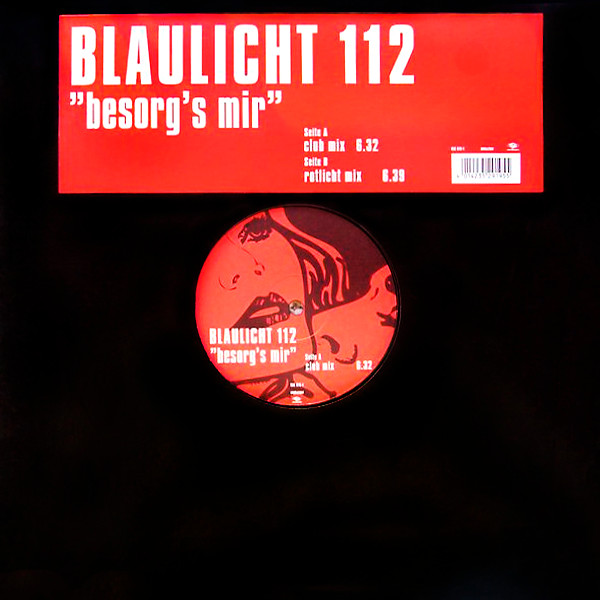 BLAULICHT 112
"besorg's mir"
Seite A
club mix 6.32
Seite B
rotlicht mix 6.39
BLAULICHT 112
"besorg's mir"
Seite A
club mix 6.32